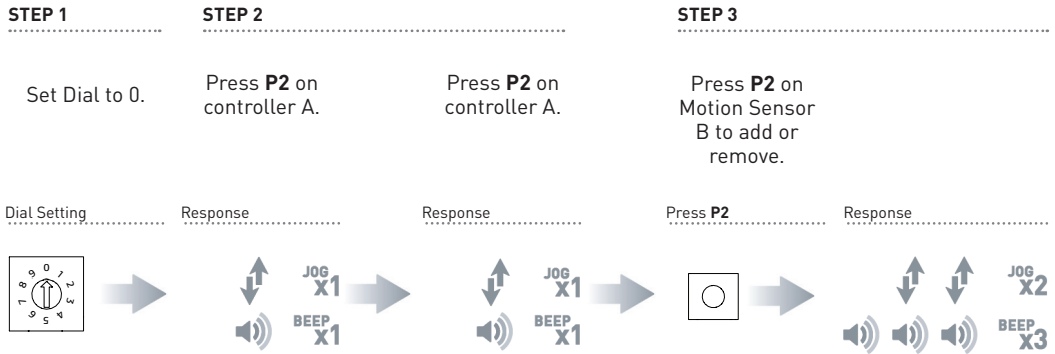 STEP 1
STEP 2
STEP 3
Set Dial to 0.
Press P2 on
controller A.
Press P2 on
controller A.
Press P2 on
Motion Sensor
B to add or
remove.
Dial Setting
Response
Response
Press P2
Response
0 1 2 3 4 5 6 7 8 9
JOG
X1
BEEP
X1
JOG
X1
BEEP
X1
JOG
X2
BEEP
X3